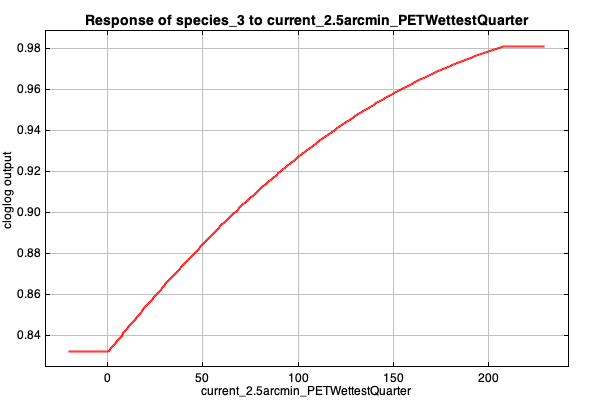 Response of species_3 to current_2.5arcmin_PETWettestQuarter
0.98
0.96
0.94
0.92
0.90
0.88
0.86
0.84
cloglog output
0 50 100 150 200
current_2.5arcmin_PETWettestQuarter